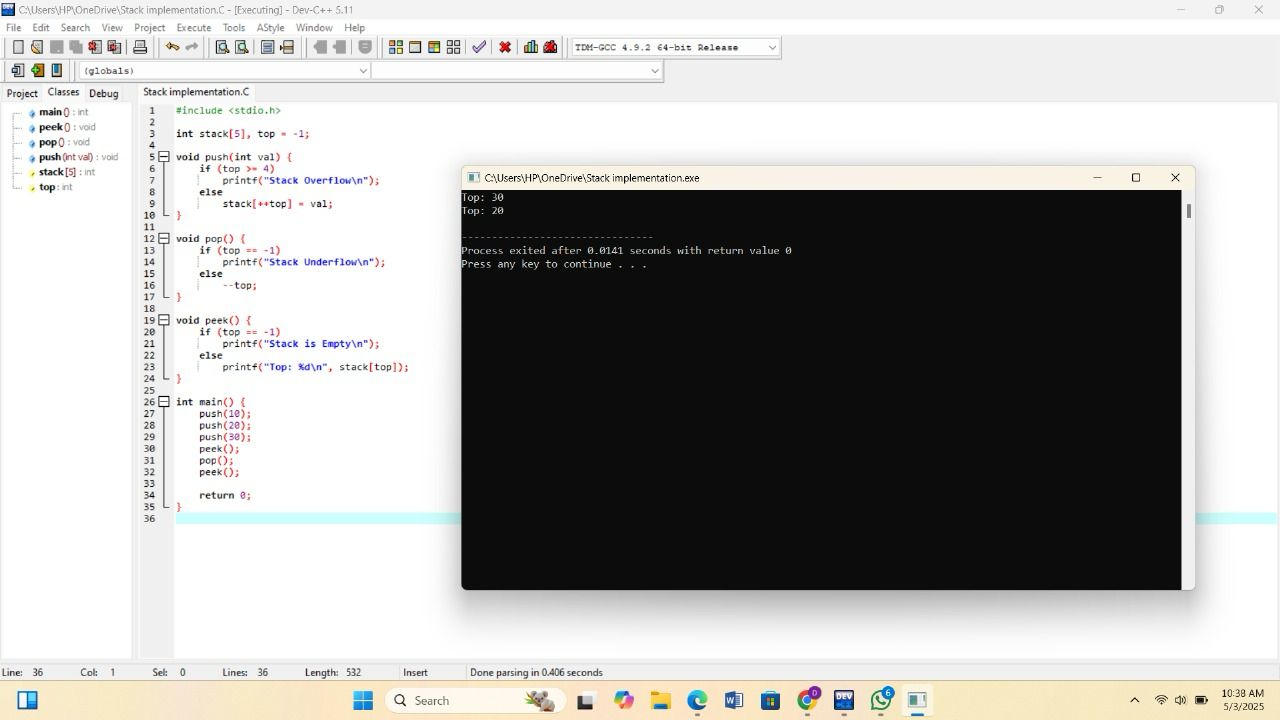 C:\Users\HP\OneDrive\Stack implementation.C - [Executing] - Dev-C++ 5.11
File Edit Search View Project Execute Tools AStyle Window Help
TDM-GCC 4.9.2 64-bit Release
(globals)
Project Classes Debug
Stack implementation.C
main () : int
peek () : void
pop () : void
push (int val) : void
stack [5] : int
top : int
1 #include <stdio.h>
2
3 int stack[5], top = -1;
4
5 void push(int val) {
6 if (top >= 4)
7 printf("Stack Overflow\n");
8 else
9 stack[++top] = val;
10 }
11
12 void pop() {
13 if (top == -1)
14 printf("Stack Underflow\n");
15 else
16 --top;
17 }
18
19 void peek() {
20 if (top == -1)
21 printf("Stack is Empty\n");
22 else
23 printf("Top: %d\n", stack[top]);
24 }
25
26 int main() {
27 push(10);
28 push(20);
29 push(30);
30 peek();
31 pop();
32 peek();
33
34 return 0;
35 }
36
C:\Users\HP\OneDrive\Stack implementation.exe
Top: 30
Top: 20
--------------------------------
Process exited after 0.0141 seconds with return value 0
Press any key to continue . . .
Line: 36 Col: 1 Sel: 0 Lines: 36 Length: 532 Insert Done parsing in 0.406 seconds
Search
D
DEV
6
10:38 AM
5/3/2025